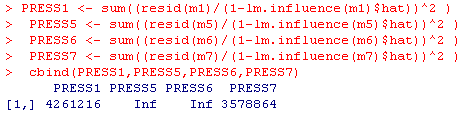 > PRESS1 <- sum((resid(m1)/(1-lm.influence(m1)$hat))^2 )
> PRESS5 <- sum((resid(m5)/(1-lm.influence(m5)$hat))^2 )
> PRESS6 <- sum((resid(m6)/(1-lm.influence(m6)$hat))^2 )
> PRESS7 <- sum((resid(m7)/(1-lm.influence(m7)$hat))^2 )
> cbind(PRESS1,PRESS5,PRESS6,PRESS7)
PRESS1 PRESS5 PRESS6 PRESS7
[1,] 4261216 Inf Inf 3578864